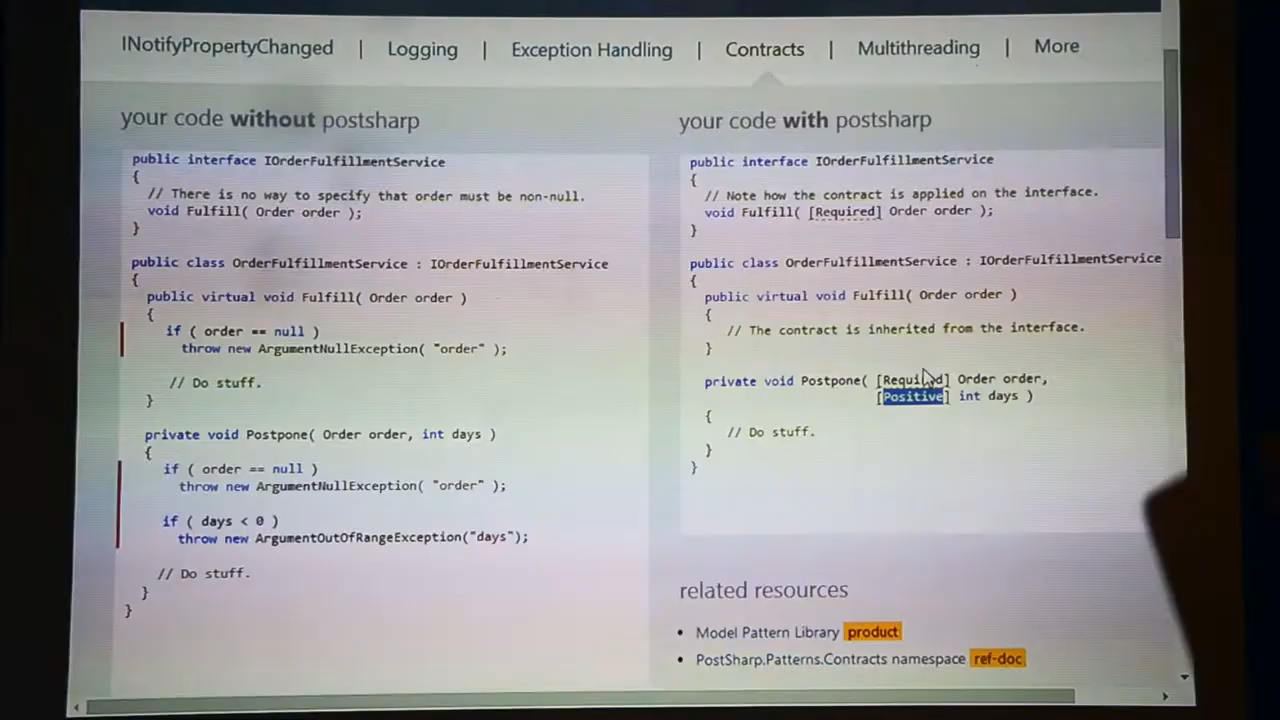 INotifyPropertyChanged | Logging | Exception Handling | Contracts | Multithreading | More
your code without postsharp
public interface IOrderFulfillmentService
{
// There is no way to specify that order must be non-null.
void Fulfill( Order order );
}
public class OrderFulfillmentService : IOrderFulfillmentService
{
public virtual void Fulfill( Order order )
{
if ( order == null )
throw new ArgumentNullException( "order" );
// Do stuff.
}
private void Postpone( Order order, int days )
{
if ( order == null )
throw new ArgumentNullException( "order" );
if ( days < 0 )
throw new ArgumentOutOfRangeException("days");
// Do stuff.
}
}
your code with postsharp
public interface IOrderFulfillmentService
{
// Note how the contract is applied on the interface.
void Fulfill( [Required] Order order );
}
public class OrderFulfillmentService : IOrderFulfillmentService
{
public virtual void Fulfill( Order order )
{
// The contract is inherited from the interface.
}
private void Postpone( [Required] Order order,
[Positive] int days )
{
// Do stuff.
}
}
related resources
• Model Pattern Library product
• PostSharp.Patterns.Contracts namespace ref-doc